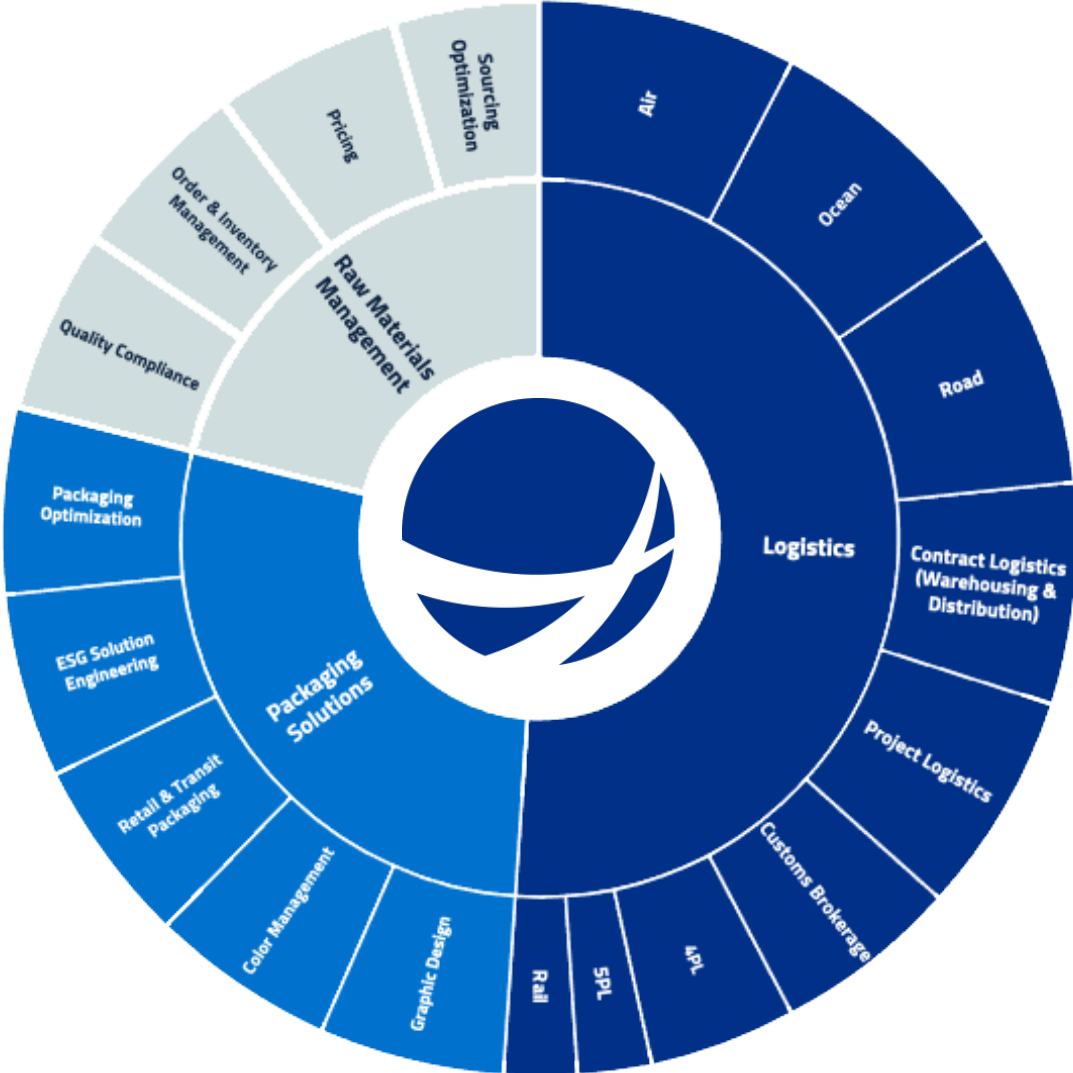 Air
Ocean
Road
Contract Logistics
(Warehousing &
Distribution)
Project Logistics
Customs Brokerage
4PL
5PL
Rail
Logistics
Graphic Design
Color Management
Retail & Transit
Packaging
ESG Solution
Engineering
Packaging
Optimization
Packaging
Solutions
Quality Compliance
Order & Inventory
Management
Pricing
Sourcing
Optimization
Raw Materials
Management